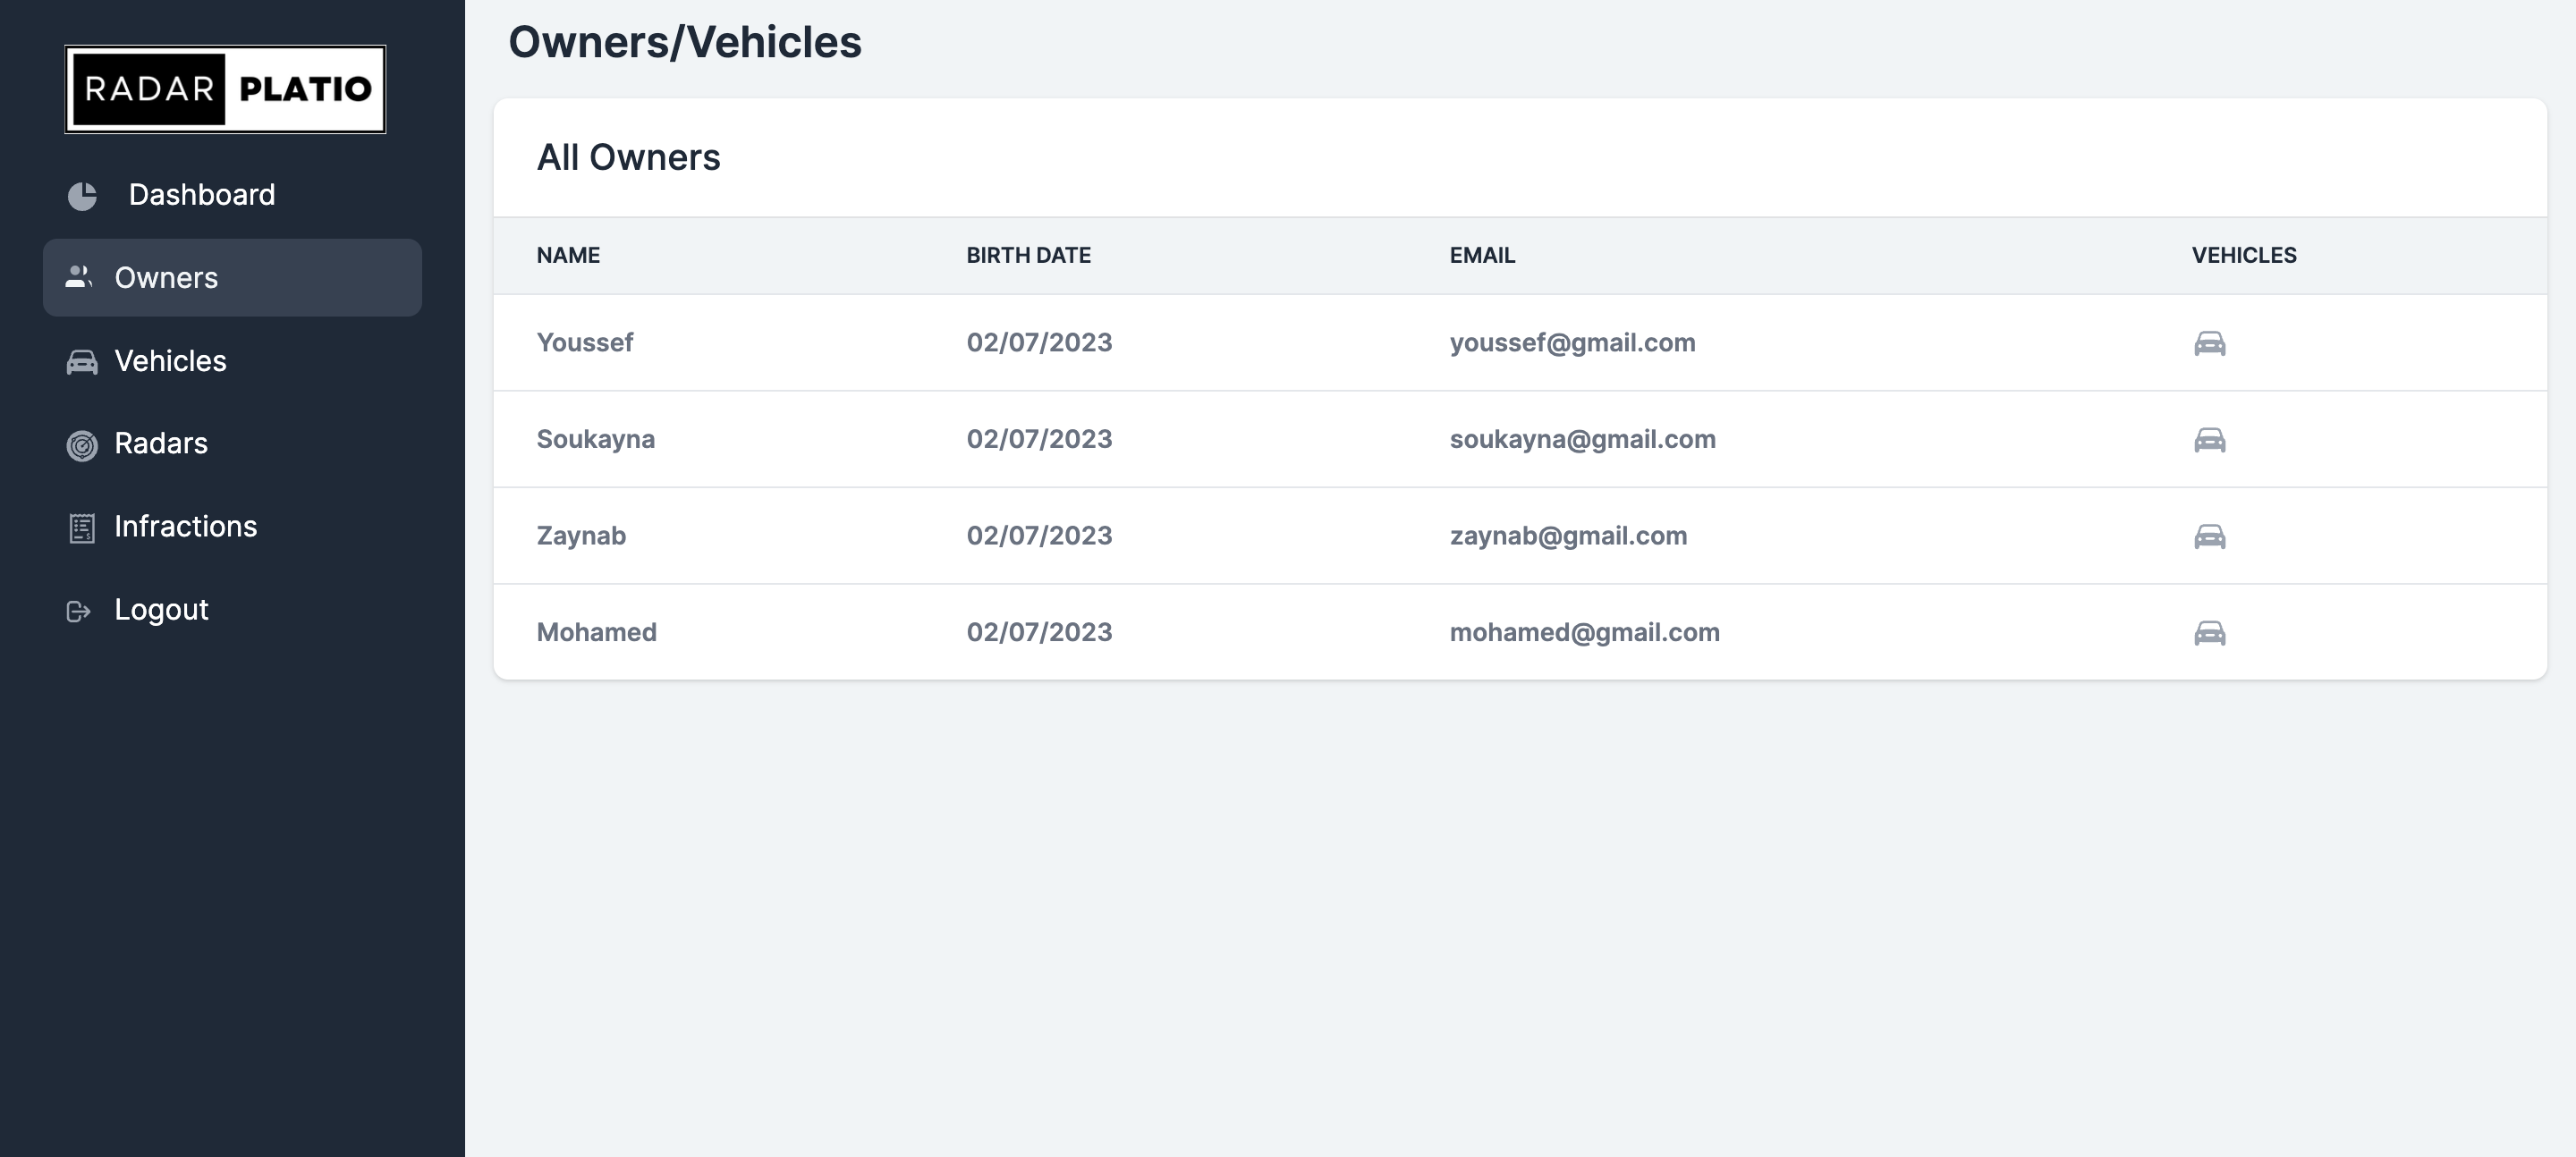 RADAR PLATIO
Dashboard
Owners
Vehicles
Radars
Infractions
Logout
Owners/Vehicles
All Owners
NAME BIRTH DATE EMAIL VEHICLES
Youssef 02/07/2023 youssef@gmail.com
Soukayna 02/07/2023 soukayna@gmail.com
Zaynab 02/07/2023 zaynab@gmail.com
Mohamed 02/07/2023 mohamed@gmail.com